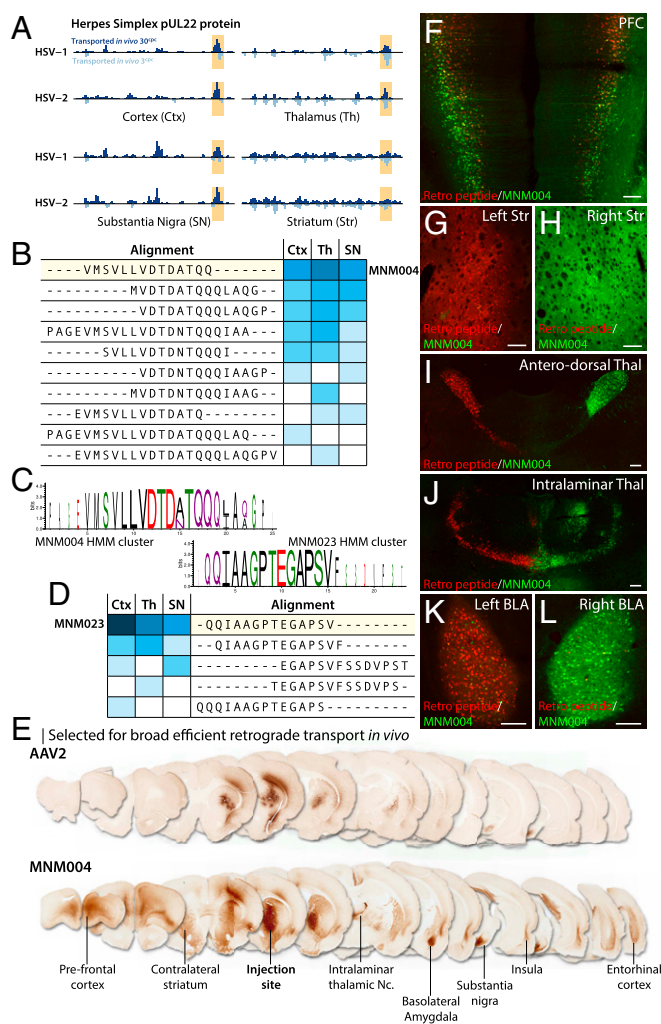 A
Herpes Simplex pUL22 protein
Transported in vivo 30cpc
HSV-1
Transported in vivo 3cpc
HSV-2
Cortex (Ctx)
Thalamus (Th)
HSV-1
HSV-2
Substantia Nigra (SN)
Striatum (Str)
B
Alignment Ctx Th SN
----VMSVLLVDTDATQQ------- MNM004
---------MVDTDATQQQLAQG--
----------VDTDATQQQLAQGP-
PAGEVMSVLLVDTDNTQQQIAA---
------SVLLVDTDNTQQQI-----
----------VDTDNTQQQIAAGP-
---------MVDTDNTQQQIAAG--
---EVMSVLLVDTDATQ--------
PAGEVMSVLLVDTDATQQQLAQ---
---EVMSVLLVDTDATQQQLAQGPV
C
MNM004 HMM cluster
MNM023 HMM cluster
D
Ctx Th SN Alignment
MNM023
-QQIAAGPTEGAPSV--------
--QIAAGPTEGAPSVF-------
---------EGAPSVFSSDVPST
--------TEGAPSVFSSDVPS-
QQQIAAGPTEGAPS---------
E | Selected for broad efficient retrograde transport in vivo
AAV2
MNM004
Pre-frontal
cortex
Contralateral
striatum
Injection
site
Intralaminar
thalamic Nc.
Basolateral
Amygdala
Substantia
nigra
Insula
Entorhinal
cortex
F PFC
Retro peptide/MNM004
G Left Str
Retro peptide/
MNM004
H Right Str
Retro peptide/
MNM004
I Antero-dorsal Thal
Retro peptide/MNM004
J Intralaminar Thal
Retro peptide/MNM004
K Left BLA
Retro peptide/
MNM004
L Right BLA
Retro peptide/
MNM004